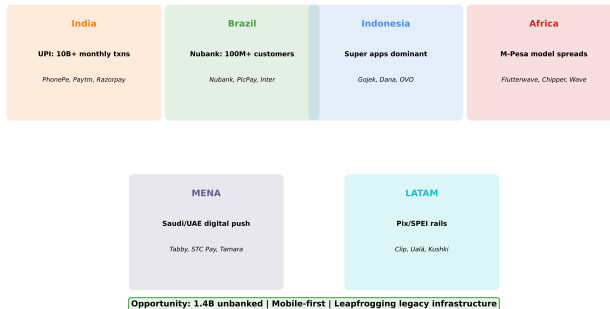 India
UPI: 10B+ monthly txns
PhonePe, Paytm, Razorpay
Brazil
Nubank: 100M+ customers
Nubank, PicPay, Inter
Indonesia
Super apps dominant
Gojek, Dana, OVO
Africa
M-Pesa model spreads
Flutterwave, Chipper, Wave
MENA
Saudi/UAE digital push
Tabby, STC Pay, Tamara
LATAM
Pix/SPEI rails
Clip, Ualá, Kushki
Opportunity: 1.4B unbanked | Mobile-first | Leapfrogging legacy infrastructure